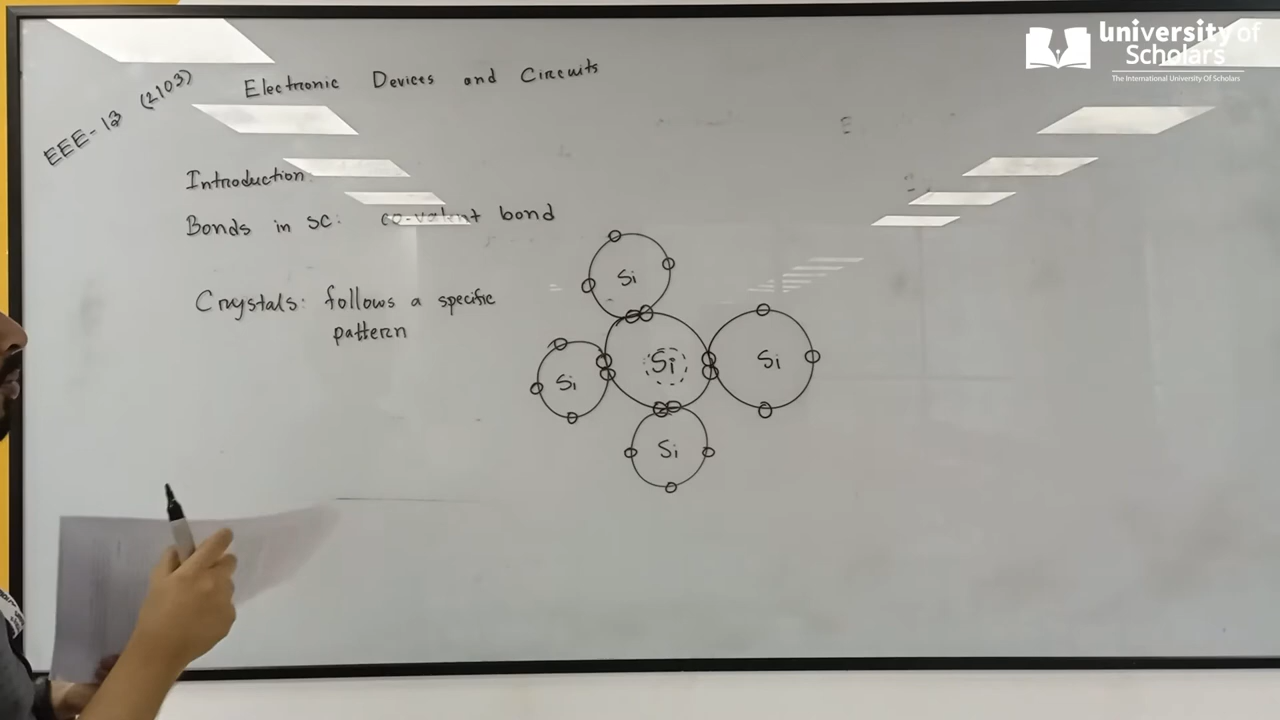 University of
Scholars
The International University Of Scholars
EEE-13 (2103)
Electronic Devices and Circuits
Introduction:
Bonds in SC: co-valent bond
Crystals: follows a specific
pattern
Si
Si
Si
Si
Si